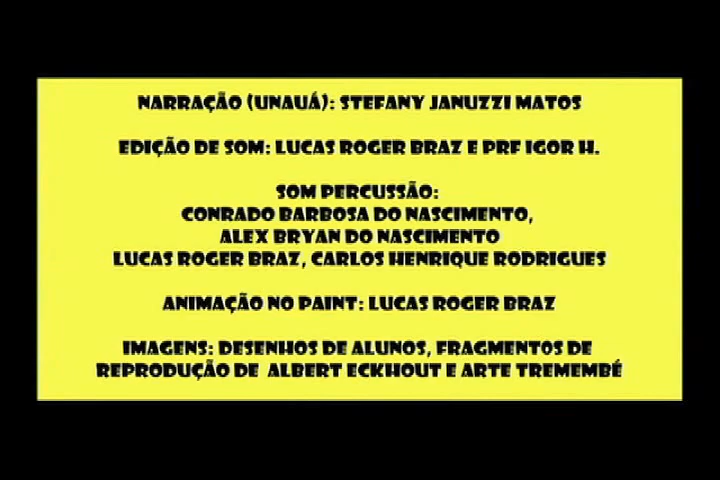 NARRAÇÃO (UNAUÁ): STEFANY JANUZZI MATOS
EDIÇÃO DE SOM: LUCAS ROGER BRAZ E PRF IGOR H.
SOM PERCUSSÃO:
CONRADO BARBOSA DO NASCIMENTO,
ALEX BRYAN DO NASCIMENTO
LUCAS ROGER BRAZ, CARLOS HENRIQUE RODRIGUES
ANIMAÇÃO NO PAINT: LUCAS ROGER BRAZ
IMAGENS: DESENHOS DE ALUNOS, FRAGMENTOS DE
REPRODUÇÃO DE ALBERT ECKHOUT E ARTE TREMEMBÉ